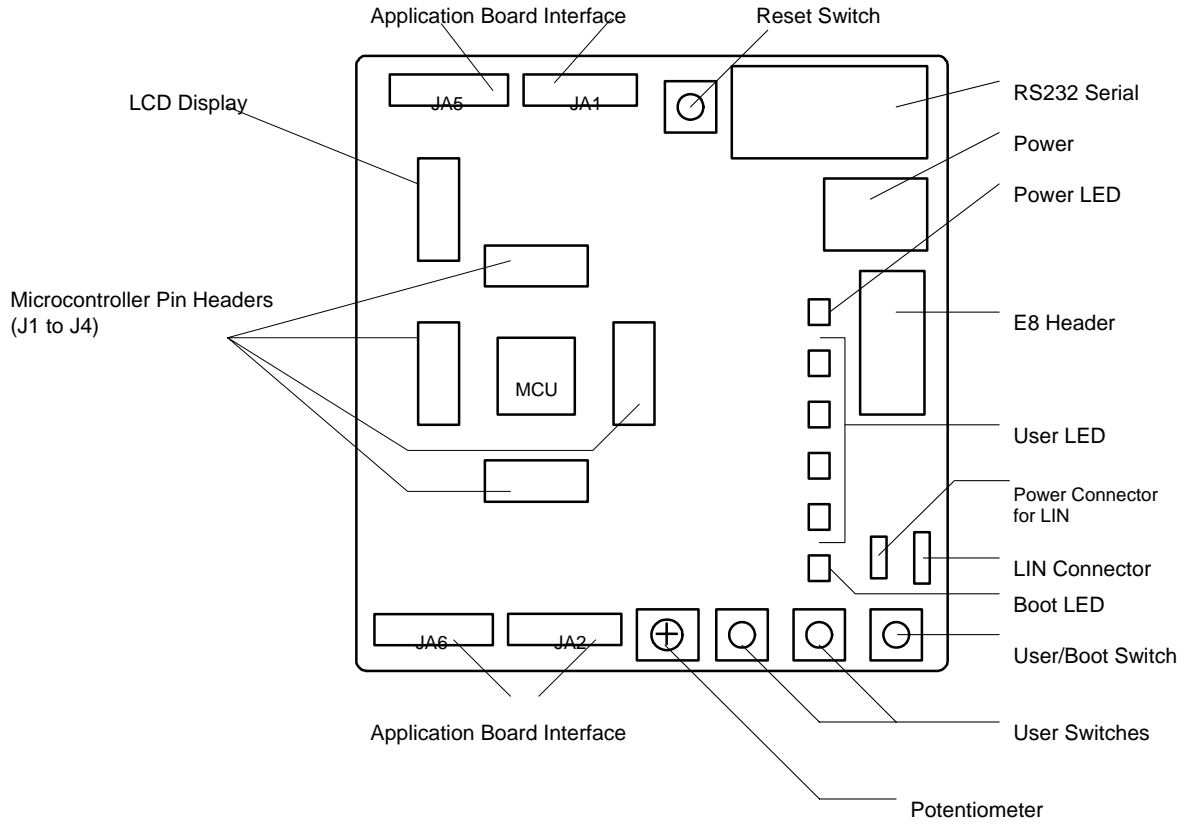 Application Board Interface
Reset Switch
JA5
JA1
RS232 Serial
LCD Display
Power
Power LED
Microcontroller Pin Headers
(J1 to J4)
E8 Header
MCU
User LED
Power Connector
for LIN
LIN Connector
Boot LED
JA6
JA2
User/Boot Switch
Application Board Interface
User Switches
Potentiometer